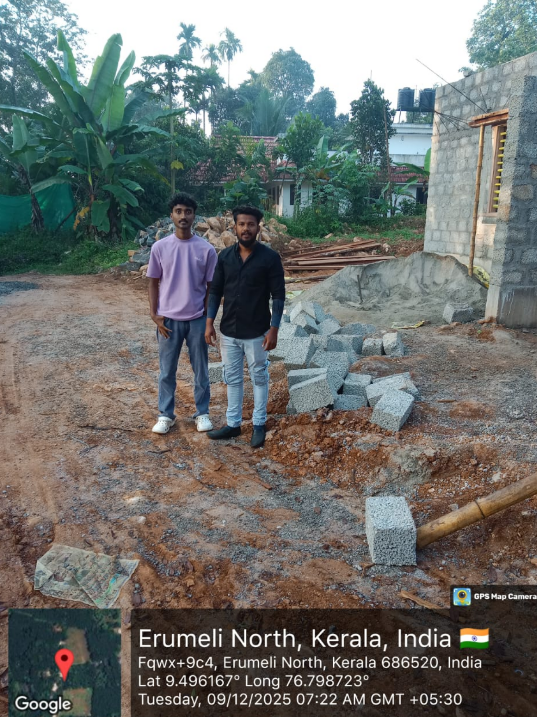 GPS Map Camera
Erumeli North, Kerala, India
Fqwx+9c4, Erumeli North, Kerala 686520, India
Lat 9.496167° Long 76.798723°
Tuesday, 09/12/2025 07:22 AM GMT +05:30
Google